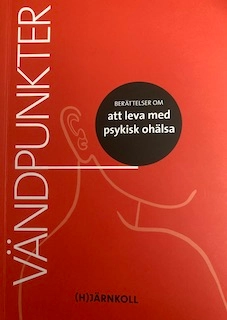 VÄNDPUNKTER
BERÄTTELSER OM
att leva med
psykisk ohälsa
(H)JÄRNKOLL